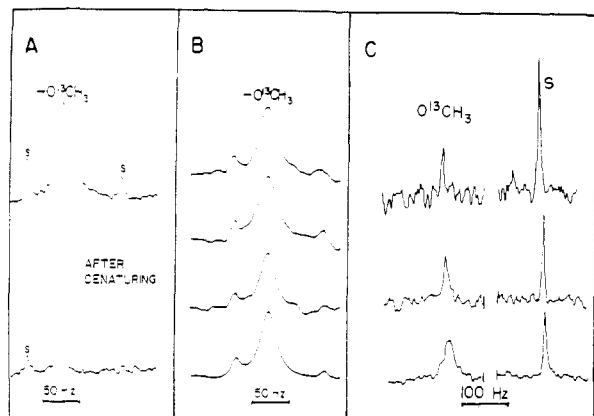 A
-O¹³CH₃
S
S
AFTER
DENATURING
S
50 Hz
B
-O¹³CH₃
50 Hz
C
O¹³CH₃
S
100 Hz